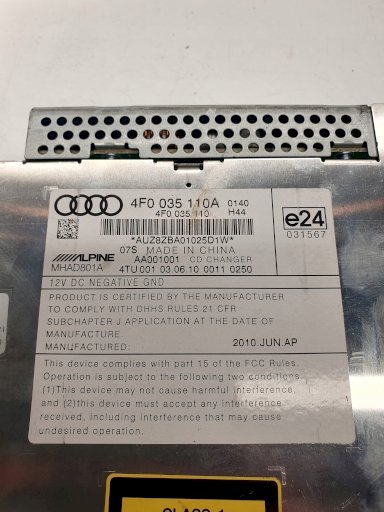 4F0 035 110A 0140
4F0 035 110 H44
*AUZ8ZBA01025D1W*
e24
031567
07S MADE IN CHINA
ALPINE AA001001 CD CHANGER
MHAD801A 4TU 001 03.06.10 0011 0250
12V DC NEGATIVE GND
PRODUCT IS CERTIFIED BY THE MANUFACTURER
TO COMPLY WITH DHHS RULES 21 CFR
SUBCHAPTER J APPLICATION AT THE DATE OF
MANUFACTURE.
MANUFACTURED: 2010.JUN.AP
This device complies with part 15 of the FCC Rules.
Operation is subject to the following two conditions:
(1)This device may not cause harmful interference,
and (2)this device must accept any interference
received, including interference that may cause
undesired operation.